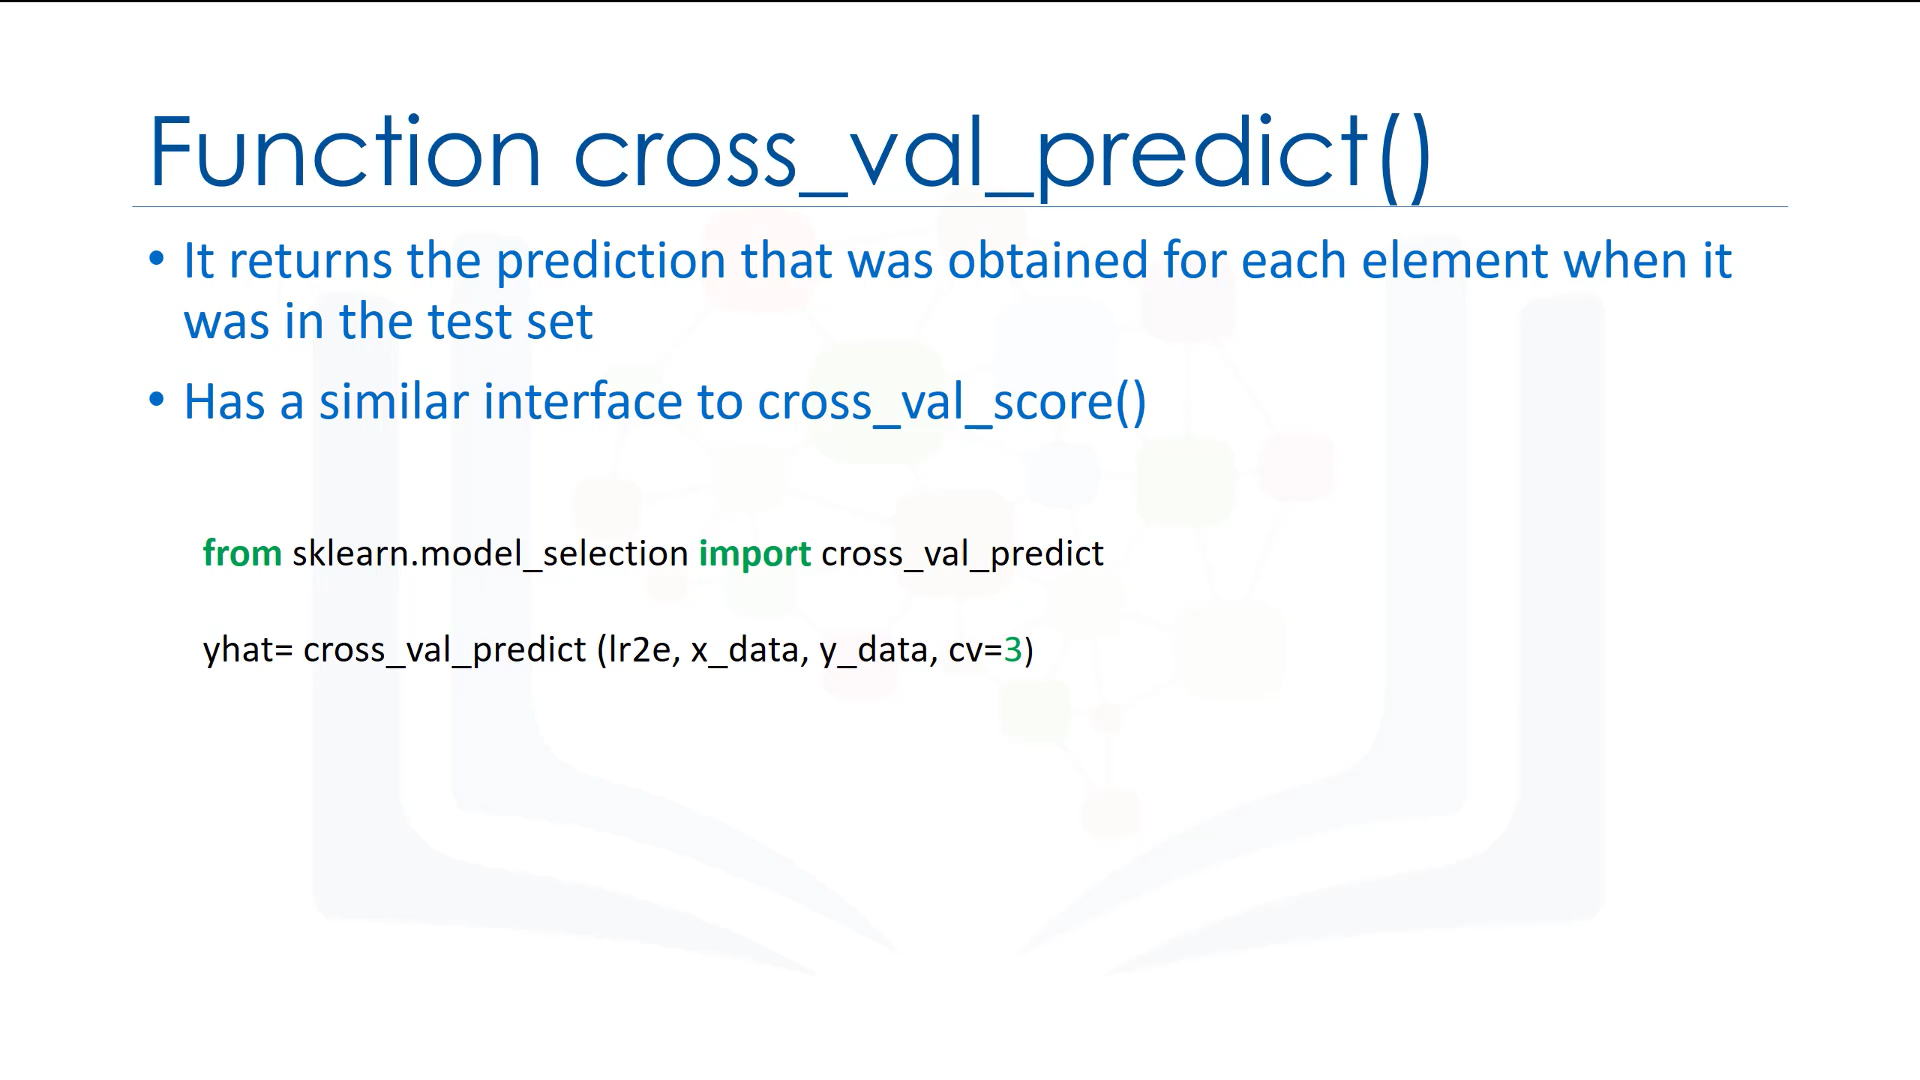 Function cross_val_predict()
• It returns the prediction that was obtained for each element when it
was in the test set
• Has a similar interface to cross_val_score()
from sklearn.model_selection import cross_val_predict
yhat= cross_val_predict (lr2e, x_data, y_data, cv=3)